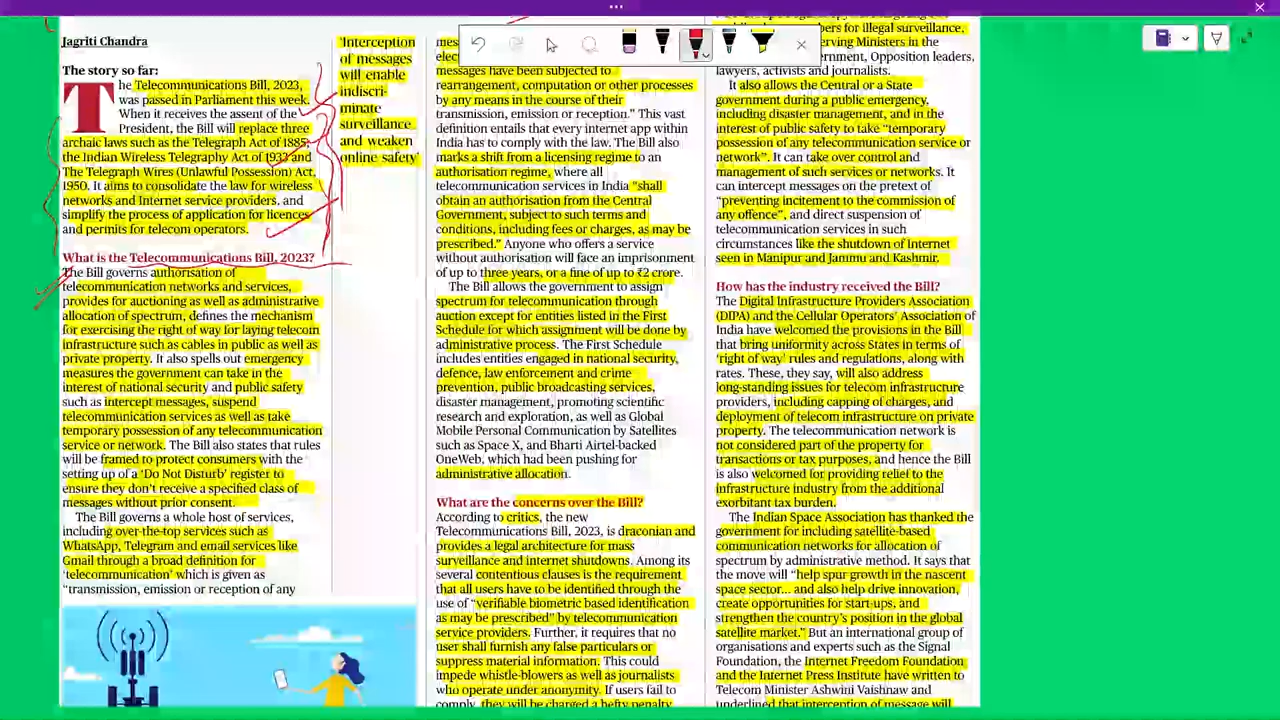 Jagriti Chandra
The story so far:
The Telecommunications Bill, 2023,
was passed in Parliament this week.
When it receives the assent of the
President, the Bill will replace three
archaic laws such as the Telegraph Act of 1885,
the Indian Wireless Telegraphy Act of 1933 and
The Telegraph Wires (Unlawful Possession) Act,
1950. It aims to consolidate the law for wireless
networks and Internet service providers, and
simplify the process of application for licences
and permits for telecom operators.
What is the Telecommunications Bill, 2023?
The Bill governs authorisation of
telecommunication networks and services,
provides for auctioning as well as administrative
allocation of spectrum, defines the mechanism
for exercising the right of way for laying telecom
infrastructure such as cables in public as well as
private property. It also spells out emergency
measures the government can take in the
interest of national security and public safety
such as intercept messages, suspend
telecommunication services as well as take
temporary possession of any telecommunication
service or network. The Bill also states that rules
will be framed to protect consumers with the
setting up of a ‘Do Not Disturb’ register to
ensure they don’t receive a specified class of
messages without prior consent.
The Bill governs a whole host of services,
including over-the-top services such as
WhatsApp, Telegram and email services like
Gmail through a broad definition for
‘telecommunication’ which is given as
“transmission, emission or reception of any
‘Interception
of messages
will enable
indiscri-
minate
surveillance
and weaken
online safety’
messages have been subjected to
rearrangement, computation or other processes
by any means in the course of their
transmission, emission or reception.” This vast
definition entails that every internet app within
India has to comply with the law. The Bill also
marks a shift from a licensing regime to an
authorisation regime, where all
telecommunication services in India “shall
obtain an authorisation from the Central
Government, subject to such terms and
conditions, including fees or charges, as may be
prescribed.” Anyone who offers a service
without authorisation will face an imprisonment
of up to three years, or a fine of up to ₹2 crore.
The Bill allows the government to assign
spectrum for telecommunication through
auction except for entities listed in the First
Schedule for which assignment will be done by
administrative process. The First Schedule
includes entities engaged in national security,
defence, law enforcement and crime
prevention, public broadcasting services,
disaster management, promoting scientific
research and exploration, as well as Global
Mobile Personal Communication by Satellites
such as Space X, and Bharti Airtel-backed
OneWeb, which had been pushing for
administrative allocation.
What are the concerns over the Bill?
According to critics, the new
Telecommunications Bill, 2023, is draconian and
provides a legal architecture for mass
surveillance and internet shutdowns. Among its
several contentious clauses is the requirement
that all users have to be identified through the
use of “verifiable biometric based identification
as may be prescribed” by telecommunication
service providers. Further, it requires that no
user shall furnish any false particulars or
suppress material information. This could
impede whistle-blowers as well as journalists
who operate under anonymity. If users fail to
comply, they will be charged a hefty penalty
for illegal surveillance,
Ministers in the
Opposition leaders,
lawyers, activists and journalists.
It also allows the Central or a State
government during a public emergency,
including disaster management, and in the
interest of public safety to take “temporary
possession of any telecommunication service or
network”. It can take over control and
management of such services or networks. It
can intercept messages on the pretext of
“preventing incitement to the commission of
any offence”, and direct suspension of
telecommunication services in such
circumstances like the shutdown of Internet
seen in Manipur and Jammu and Kashmir.
How has the industry received the Bill?
The Digital Infrastructure Providers Association
(DIPA) and the Cellular Operators’ Association of
India have welcomed the provisions in the Bill
that bring uniformity across States in terms of
‘right of way’ rules and regulations, along with
rates. These, they say, will also address
long-standing issues for telecom infrastructure
providers, including capping of charges, and
deployment of telecom infrastructure on private
property. The telecommunication network is
not considered part of the property for
transactions or tax purposes, and hence the Bill
is also welcomed for providing relief to the
infrastructure industry from the additional
exorbitant tax burden.
The Indian Space Association has thanked the
government for including satellite-based
communication networks for allocation of
spectrum by administrative method. It says that
the move will “help spur growth in the nascent
space sector... and also help drive innovation,
create opportunities for start-ups, and
strengthen the country’s position in the global
satellite market.” But an international group of
organisations and experts such as the Signal
Foundation, the Internet Freedom Foundation
and the Internet Press Institute have written to
Telecom Minister Ashwini Vaishnaw and
underlined that interception of message will